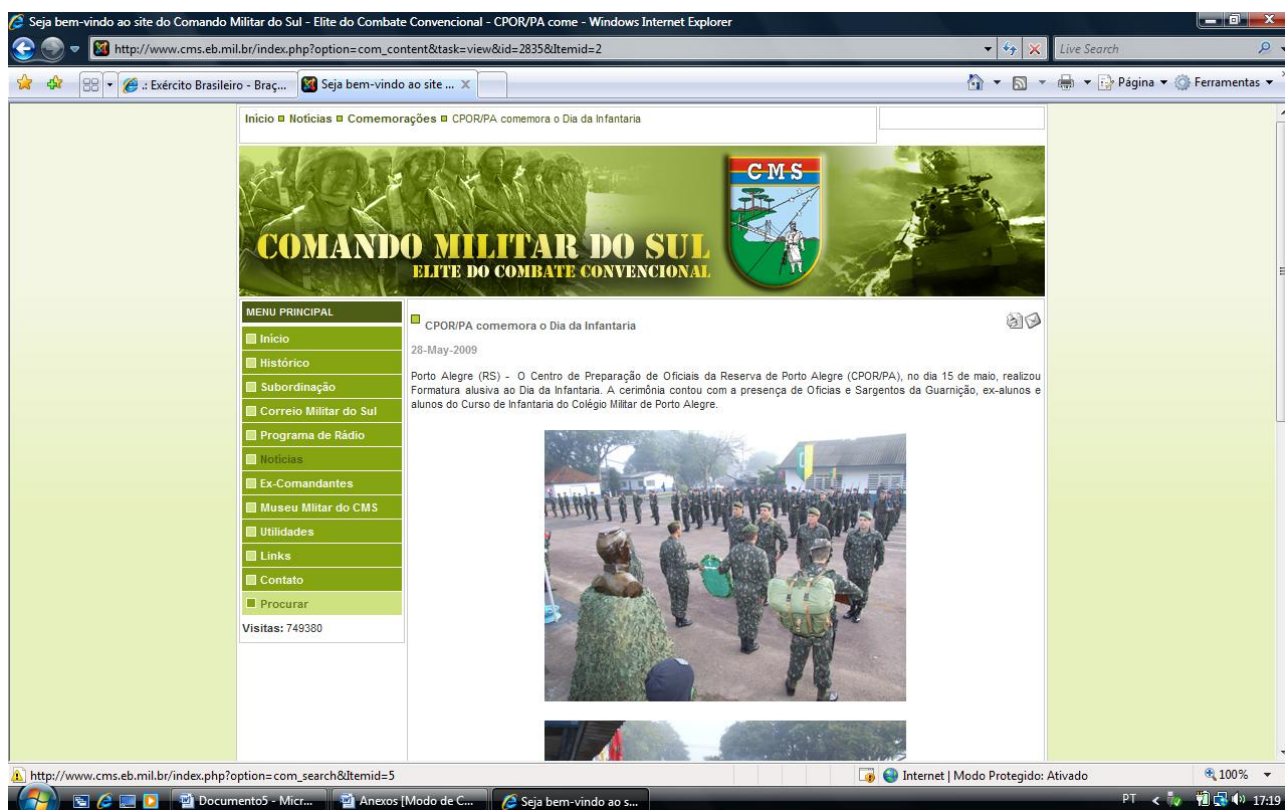 Seja bem-vindo ao site do Comando Militar do Sul - Elite do Combate Convencional - CPOR/PA come - Windows Internet Explorer
http://www.cms.eb.mil.br/index.php?option=com_content&task=view&id=2835&Itemid=2
Live Search
.: Exército Brasileiro - Braç...
Seja bem-vindo ao site ...
Página
Ferramentas
Início Notícias Comemorações CPOR/PA comemora o Dia da Infantaria
CMS
COMANDO MILITAR DO SUL
ELITE DO COMBATE CONVENCIONAL
MENU PRINCIPAL
Início
Histórico
Subordinação
Correio Militar do Sul
Programa de Rádio
Notícias
Ex-Comandantes
Museu MIitar do CMS
Utilidades
Links
Contato
Procurar
Visitas: 749380
CPOR/PA comemora o Dia da Infantaria
28-May-2009
Porto Alegre (RS) - O Centro de Preparação de Oficiais da Reserva de Porto Alegre (CPOR/PA), no dia 15 de maio, realizou
Formatura alusiva ao Dia da Infantaria. A cerimônia contou com a presença de Oficias e Sargentos da Guarnição, ex-alunos e
alunos do Curso de Infantaria do Colégio Militar de Porto Alegre.
http://www.cms.eb.mil.br/index.php?option=com_search&Itemid=5
Internet | Modo Protegido: Ativado
100%
Documento5 - Micr...
Anexos [Modo de C...
Seja bem-vindo ao s...
PT
17:19